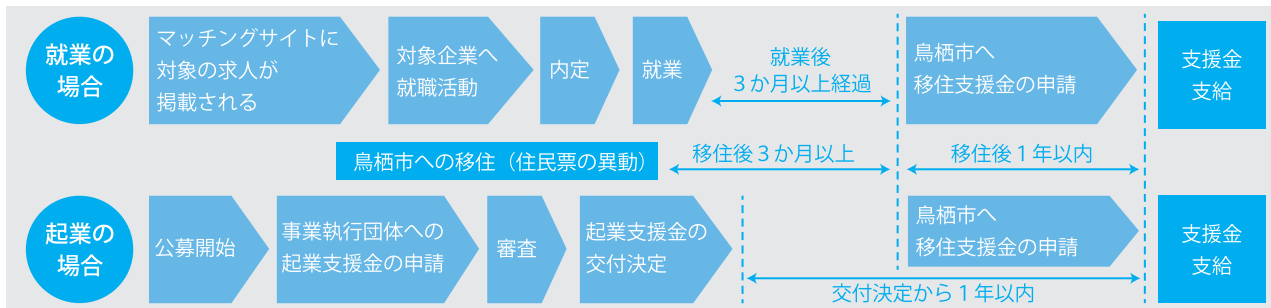 就業の
場合
マッチングサイトに
対象の求人が
掲載される
対象企業へ
就職活動
内定
就業
就業後
３か月以上経過
鳥栖市へ
移住支援金の申請
支援金
支給
鳥栖市への移住（住民票の異動）
移住後３か月以上
移住後１年以内
起業の
場合
公募開始
事業執行団体への
起業支援金の申請
審査
起業支援金の
交付決定
鳥栖市へ
移住支援金の申請
支援金
支給
交付決定から１年以内